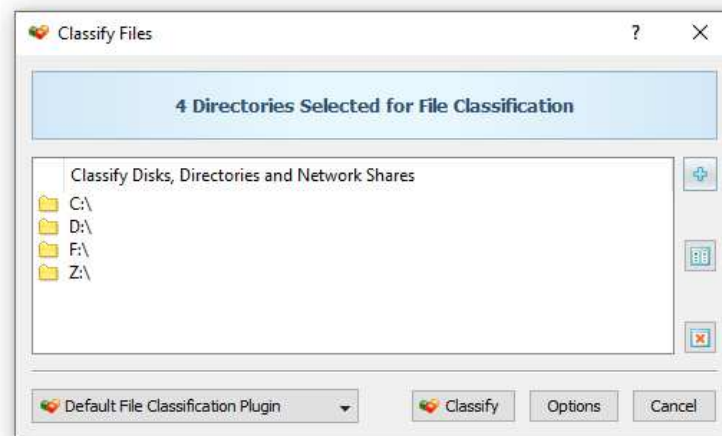 Classify Files
?
4 Directories Selected for File Classification
Classify Disks, Directories and Network Shares
C:\
D:\
F:\
Z:\
Default File Classification Plugin
Classify
Options
Cancel